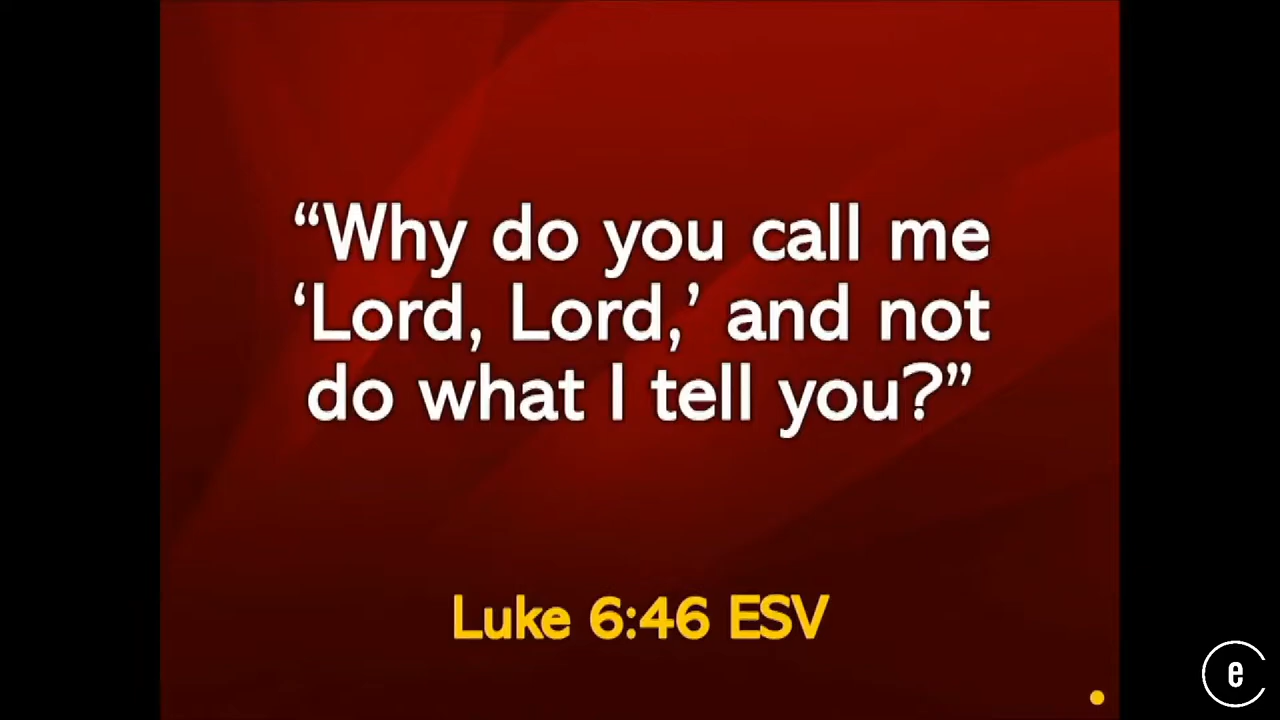 “Why do you call me
‘Lord, Lord,’ and not
do what I tell you?”
Luke 6:46 ESV
e